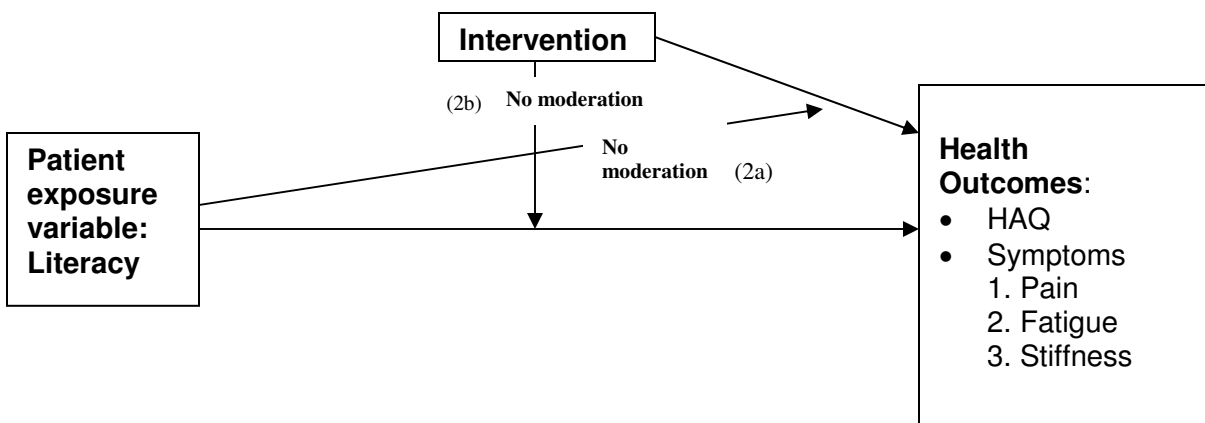 Intervention
(2b) No moderation
No
moderation (2a)
Patient
exposure
variable:
Literacy
Health
Outcomes:
• HAQ
• Symptoms
1. Pain
2. Fatigue
3. Stiffness